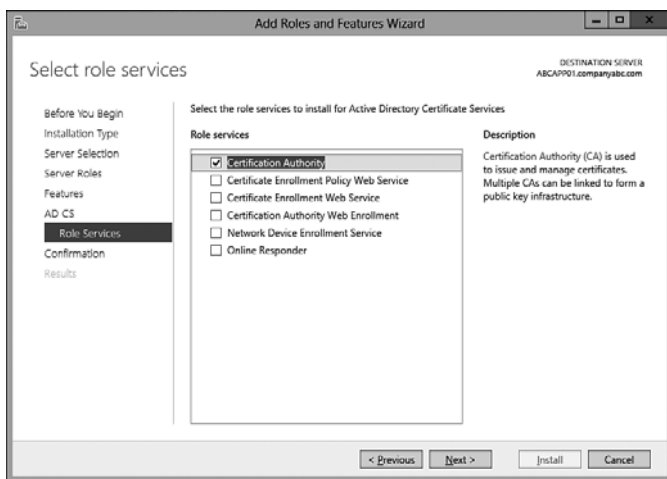 Add Roles and Features Wizard
Select role services
DESTINATION SERVER
ABCAPP01.companyabc.com
Before You Begin
Installation Type
Server Selection
Server Roles
Features
AD CS
Role Services
Confirmation
Results
Select the role services to install for Active Directory Certificate Services
Role services
Certification Authority
Certificate Enrollment Policy Web Service
Certificate Enrollment Web Service
Certification Authority Web Enrollment
Network Device Enrollment Service
Online Responder
Description
Certification Authority (CA) is used
to issue and manage certificates.
Multiple CAs can be linked to form a
public key infrastructure.
< Previous
Next >
Install
Cancel